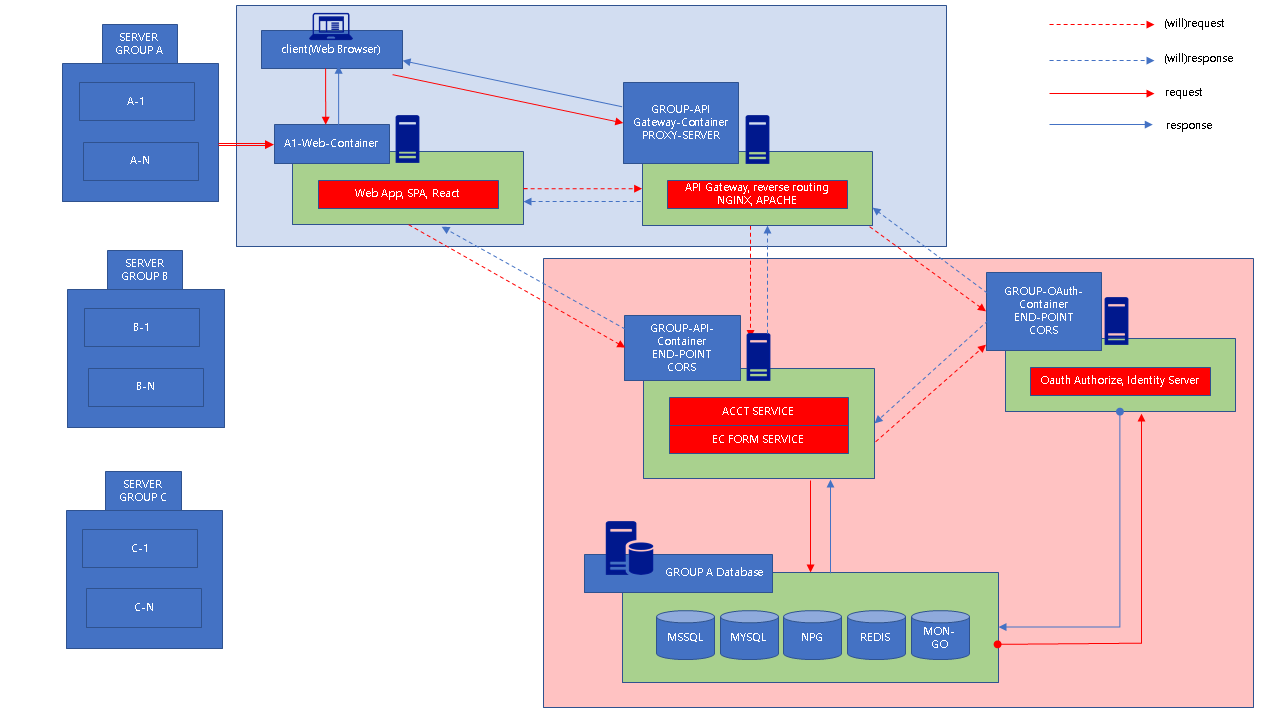 SERVER
GROUP A
A-1
A-N
SERVER
GROUP B
B-1
B-N
SERVER
GROUP C
C-1
C-N
client(Web Browser)
A1-Web-Container
Web App, SPA, React
GROUP-API
Gateway-Container
PROXY-SERVER
API Gateway, reverse routing
NGINX, APACHE
(will)request
(will)response
request
response
GROUP-API-
Container
END-POINT
CORS
ACCT SERVICE
EC FORM SERVICE
GROUP-OAuth-
Container
END-POINT
CORS
Oauth Authorize, Identity Server
GROUP A Database
MSSQL
MYSQL
NPG
REDIS
MON-
GO